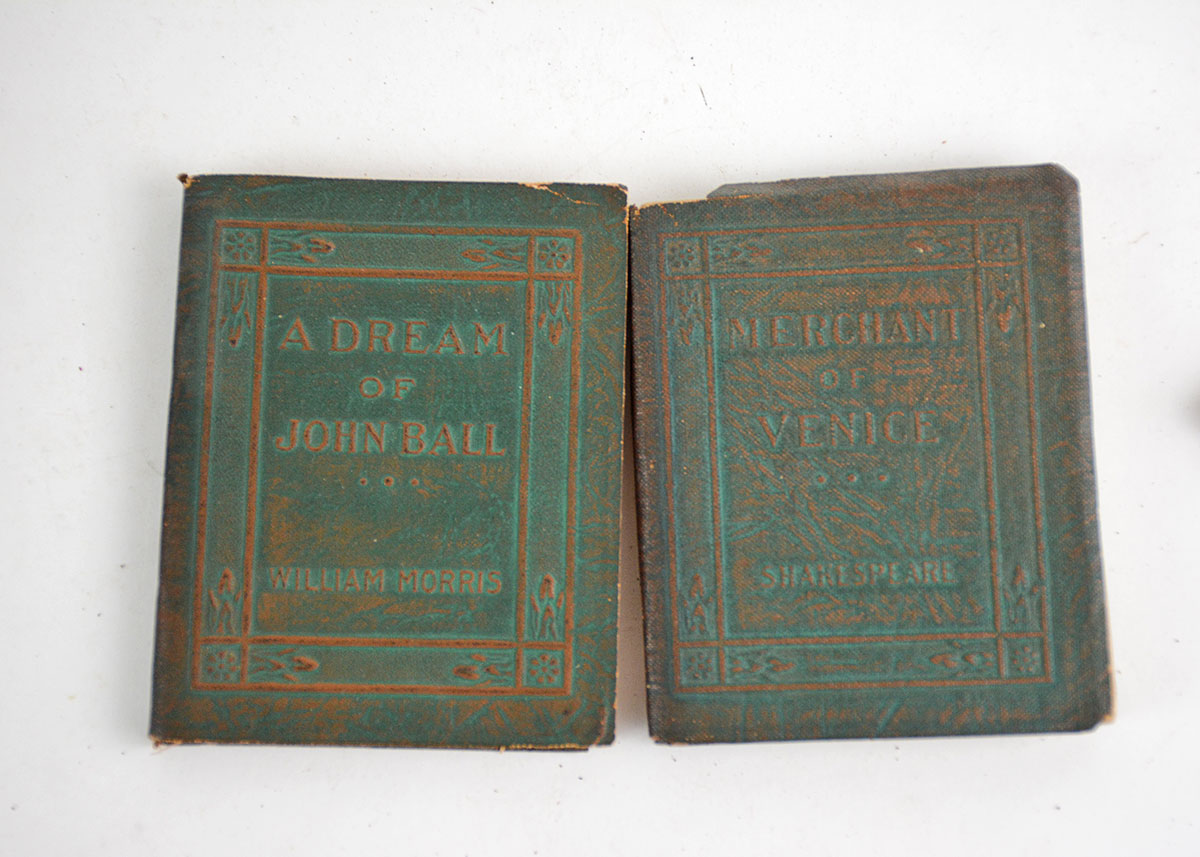 A DREAM
OF
JOHN BALL
WILLIAM MORRIS
MERCHANT
OF
VENICE
SHAKESPEARE